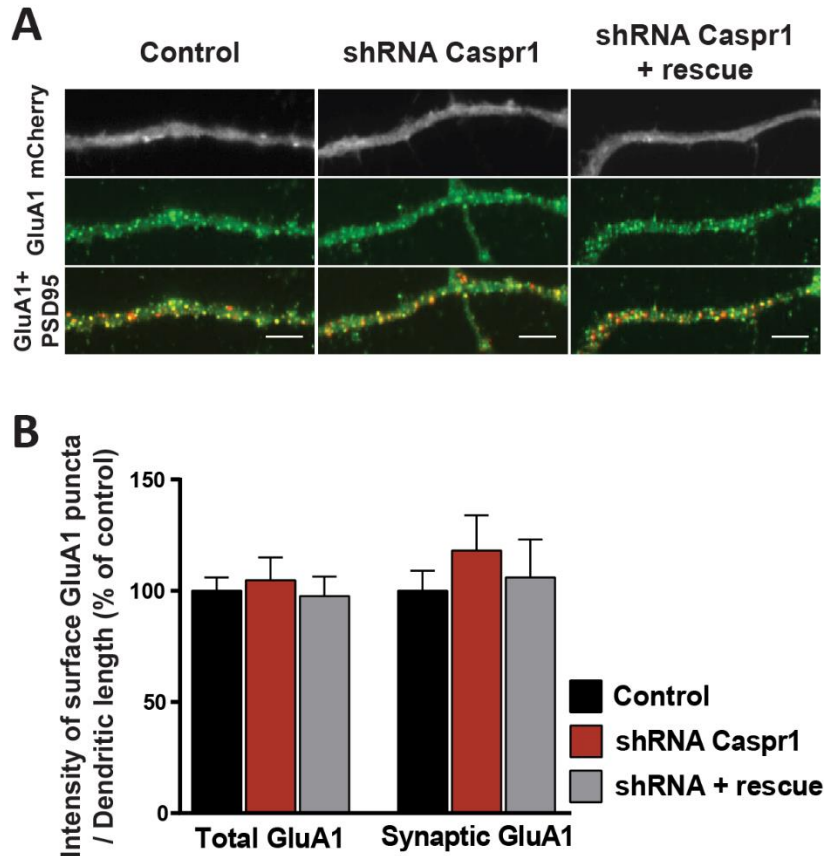 A
Control
shRNA Caspr1
shRNA Caspr1
+ rescue
mCherry
GluA1
GluA1+
PSD95
B
Intensity of surface GluA1 puncta
/ Dendritic length (% of control)
150
100
50
0
Total GluA1
Synaptic GluA1
Control
shRNA Caspr1
shRNA + rescue